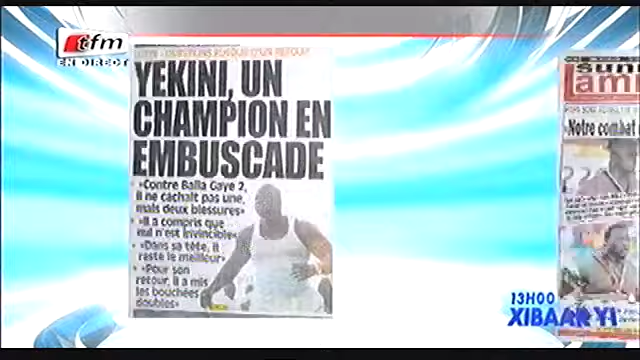 tfm
EN DIRECT
YEKINI, UN
CHAMPION EN
EMBUSCADE
•«Contre Balla Gaye 2,
il ne cachait pas une,
mais deux blessures»
•«Il a compris que
nul n'est invincible»
•«Dans sa tête, il
reste le meilleur»
•«Pour son
retour, il a mis
les bouchées
doubles»
sun
lam
«Notre combat
13H00
XIBAAR YI